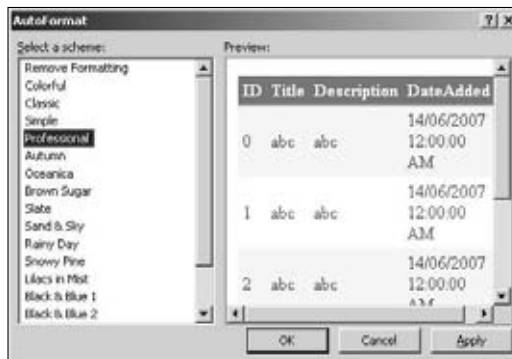 AutoFormat
Select a scheme:
Remove Formatting
Colorful
Classic
Simple
Professional
Autumn
Oceanica
Brown Sugar
Slate
Sand & Sky
Rainy Day
Snowy Pine
Lilacs in Mist
Black & Blue 1
Black & Blue 2
Preview:
ID Title Description DateAdded
0 abc abc 14/06/2007 12:00:00 AM
1 abc abc 14/06/2007 12:00:00 AM
2 abc abc 14/06/2007 12:00:00 AM
OK Cancel Apply